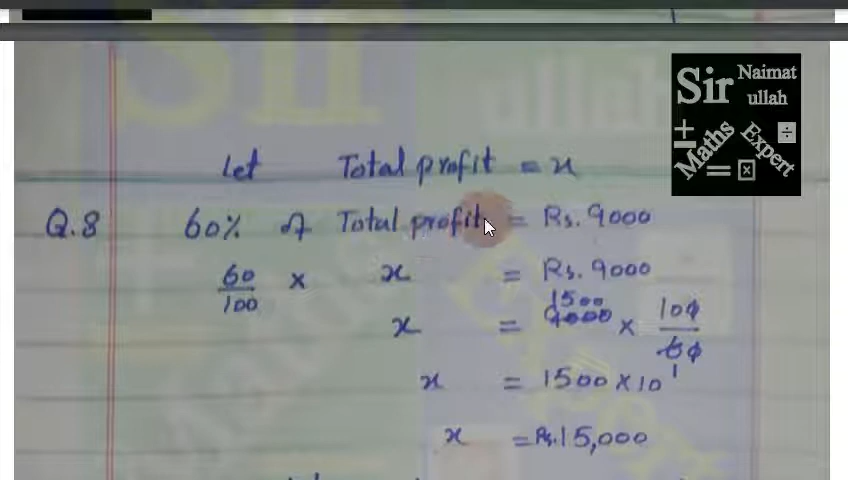 Sir Naimat
ullah
Maths Expert
Let Total profit = x
Q.8 60% of Total profit = Rs. 9000
60/100 × x = Rs. 9000
1500
x = 9000 × 100/60
1
x = 1500 × 10
x = Rs. 15,000